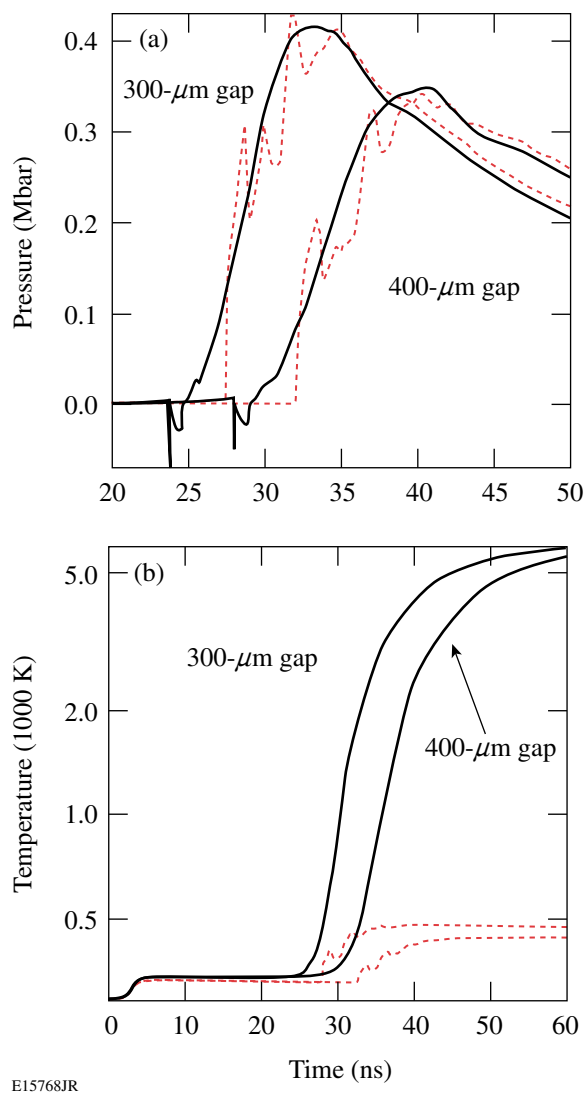 (a)
0.4
300-μm gap
0.3
0.2
400-μm gap
0.1
0.0
Pressure (Mbar)
20 25 30 35 40 45 50
(b)
5.0
300-μm gap
2.0
400-μm gap
1.0
0.5
Temperature (1000 K)
0 10 20 30 40 50 60
Time (ns)
E15768JR